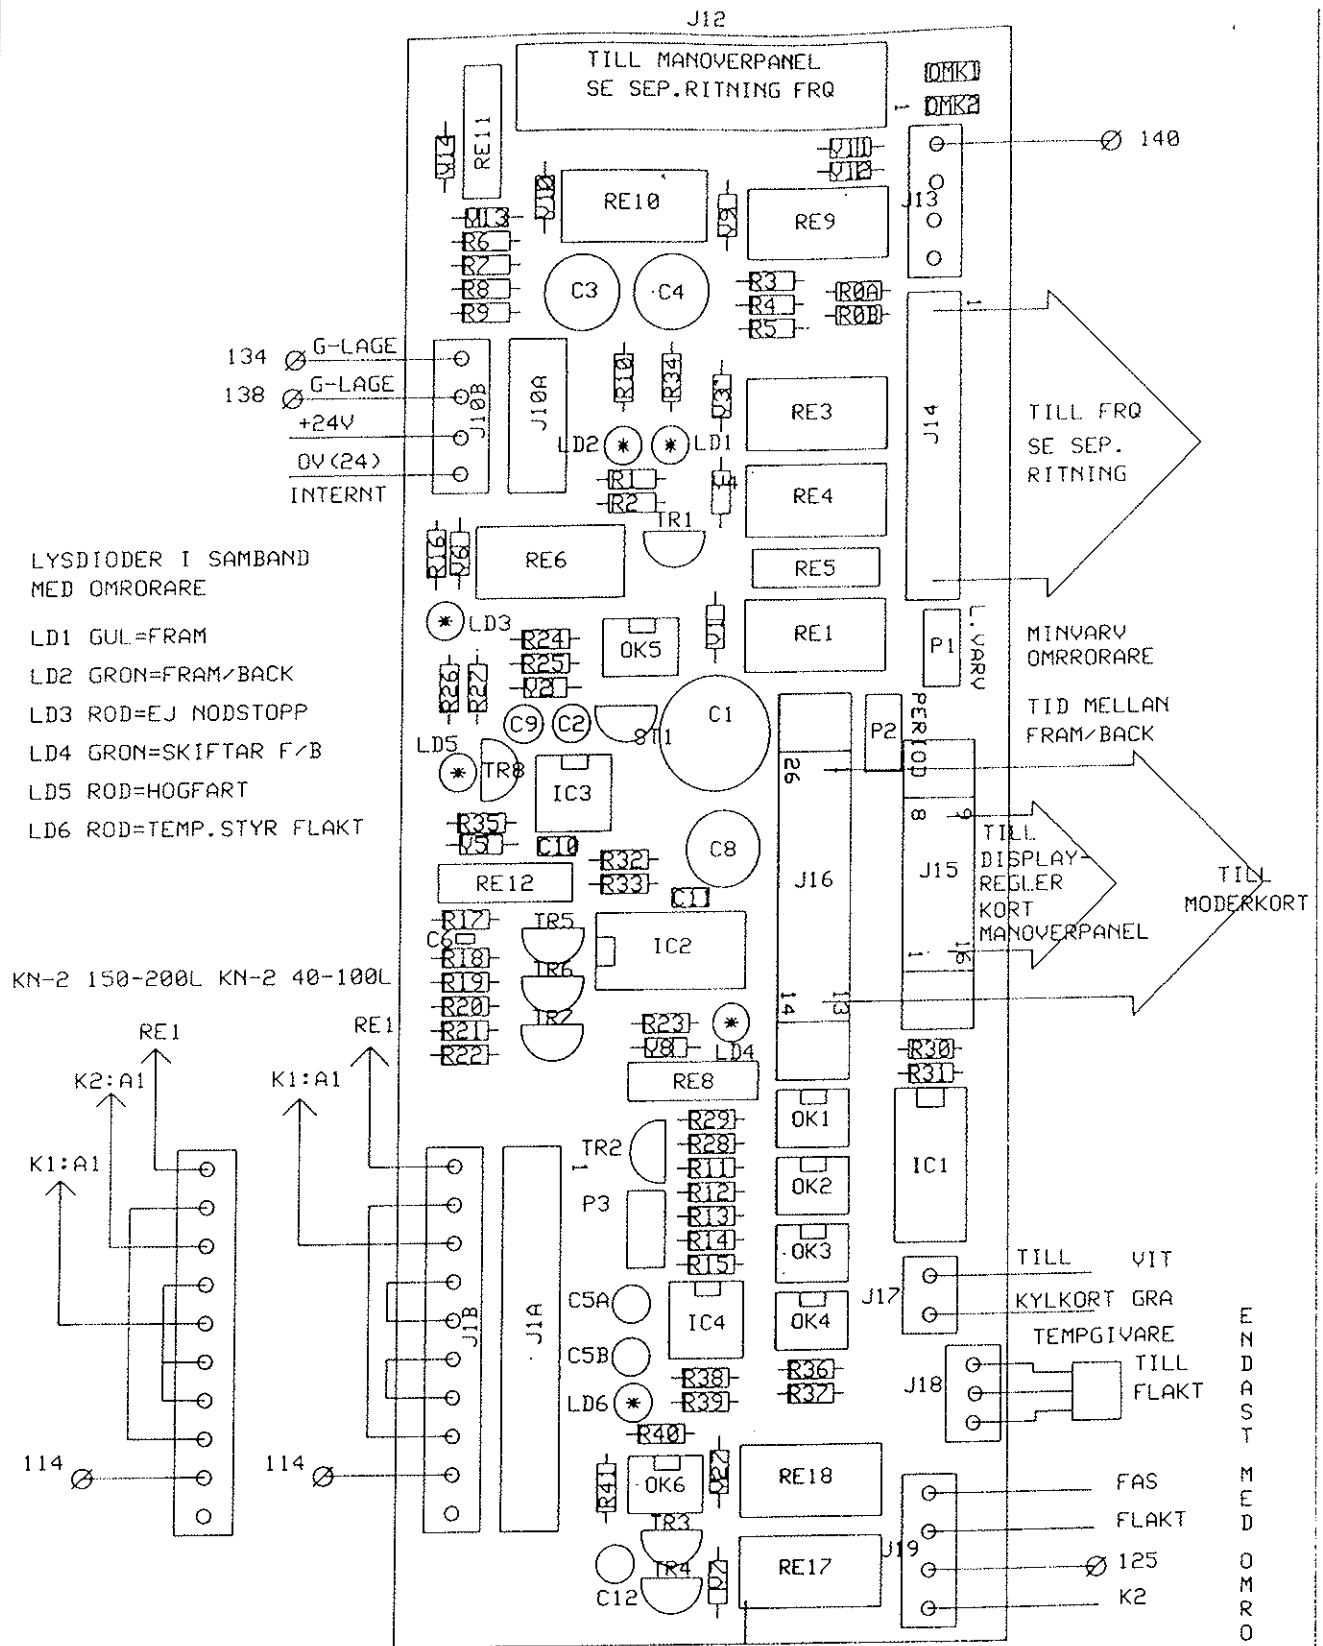 J12
TILL MANOVERPANEL
SE SEP.RITNING FRQ
OMK1
1 OMK2
RE11
V14
V10
RE10
V9
RE9
V11
V12
140
J13
V13
R6
R7
R8
R9
C3
C4
R3
R4
R5
R0A
R0B
1
134 G-LAGE
138 G-LAGE
+24V
0V(24)
INTERNT
J10B
J10A
R10
R34
V3
RE3
J14
TILL FRQ
SE SEP.
RITNING
LD2
LD1
R1
R2
V4
RE4
TR1
R16
V6
RE6
RE5
LYSDIODER I SAMBAND
MED OMRORARE
LD1 GUL=FRAM
LD2 GRON=FRAM/BACK
LD3 ROD=EJ NODSTOPP
LD4 GRON=SKIFTAR F/B
LD5 ROD=HOGFART
LD6 ROD=TEMP.STYR FLAKT
LD3
R24
R25
V2
OK5
V1
RE1
P1
L.VARV
MINVARV
OMRRORARE
R26
R27
C9
C2
ST1
C1
P2
PERIOD
TID MELLAN
FRAM/BACK
LD5
TR8
IC3
26
1
8
9
R35
V5
C10
C8
R32
R33
RE12
C11
J16
J15
TILL
DISPLAY-
REGLER
KORT
MANOVERPANEL
TILL
MODERKORT
R17
C6
R18
R19
R20
R21
R22
TR5
TR6
TR7
IC2
1
16
14
13
KN-2 150-200L KN-2 40-100L
R23
V8
LD4
RE8
R30
R31
RE1
K2:A1
K1:A1
RE1
K1:A1
R29
R28
R11
R12
R13
R14
R15
OK1
OK2
OK3
OK4
IC1
TR2
1
P3
J1B
J1A
C5A
C5B
IC4
J17
TILL VIT
KYLKORT GRA
TEMPGIVARE
TILL
FLAKT
J18
R38
R39
R36
R37
LD6
R40
114
114
R41
OK6
RE18
TR3
TR4
C12
RE17
J19
FAS
FLAKT
125
K2
ENDAST MED OMRO